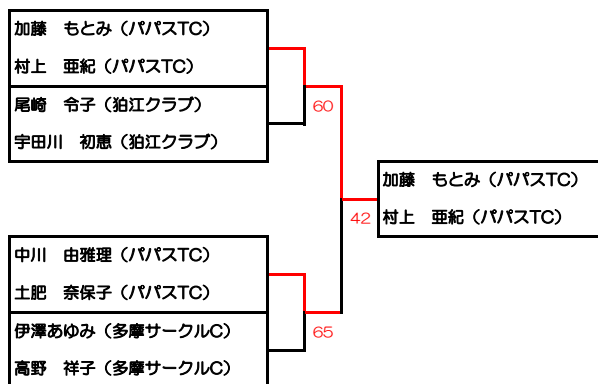 加藤　もとみ（パパスTC）
村上　亜紀（パパスTC）
尾崎　令子（狛江クラブ）
宇田川　初恵（狛江クラブ）
60
加藤　もとみ（パパスTC）
村上　亜紀（パパスTC）
42
中川　由雅理（パパスTC）
土肥　奈保子（パパスTC）
伊澤あゆみ（多摩サークルC）
高野　祥子（多摩サークルC）
65